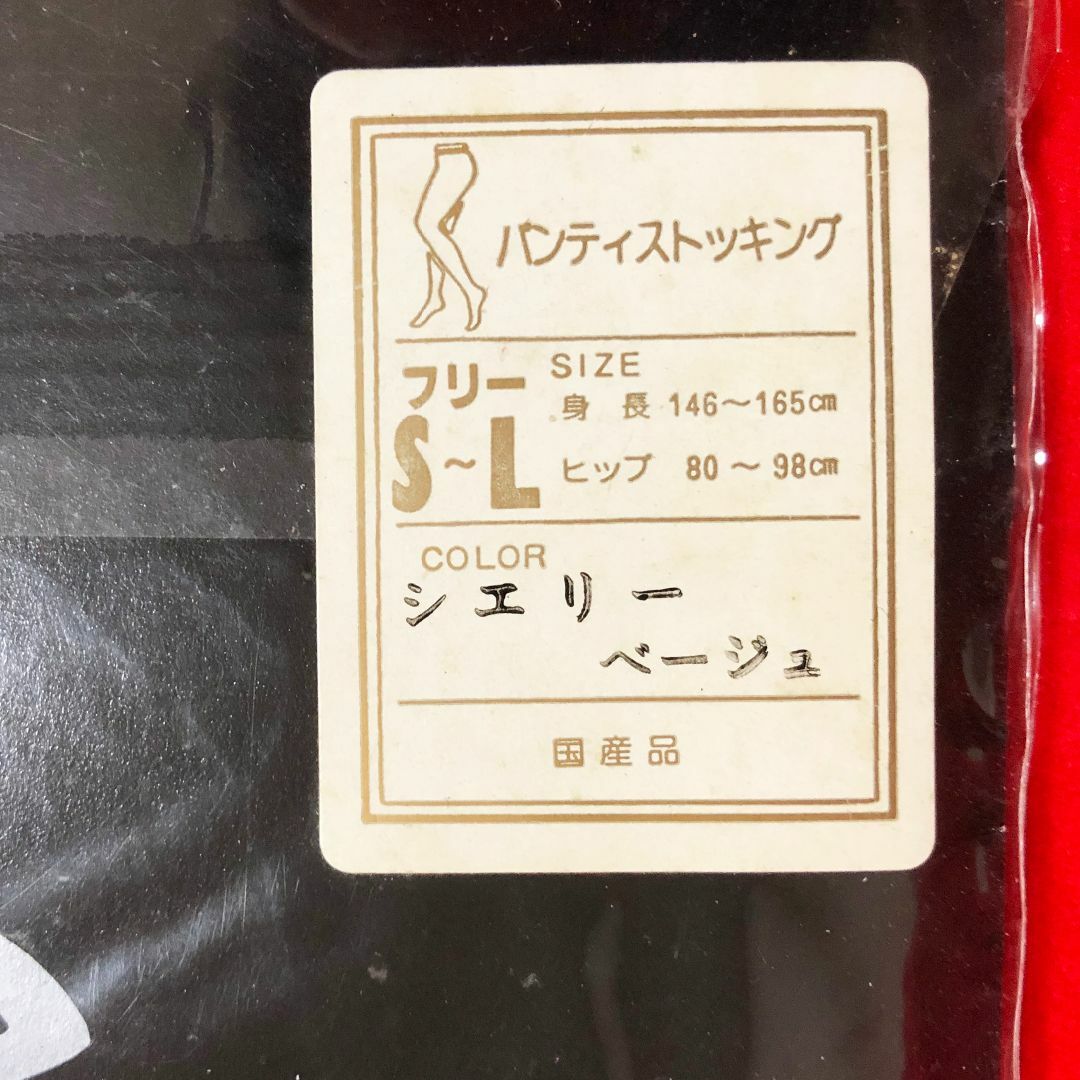 パンティストッキング
フリー
S～L
SIZE
身長 146～165㎝
ヒップ 80～98㎝
COLOR
シエリー
ベージュ
国産品